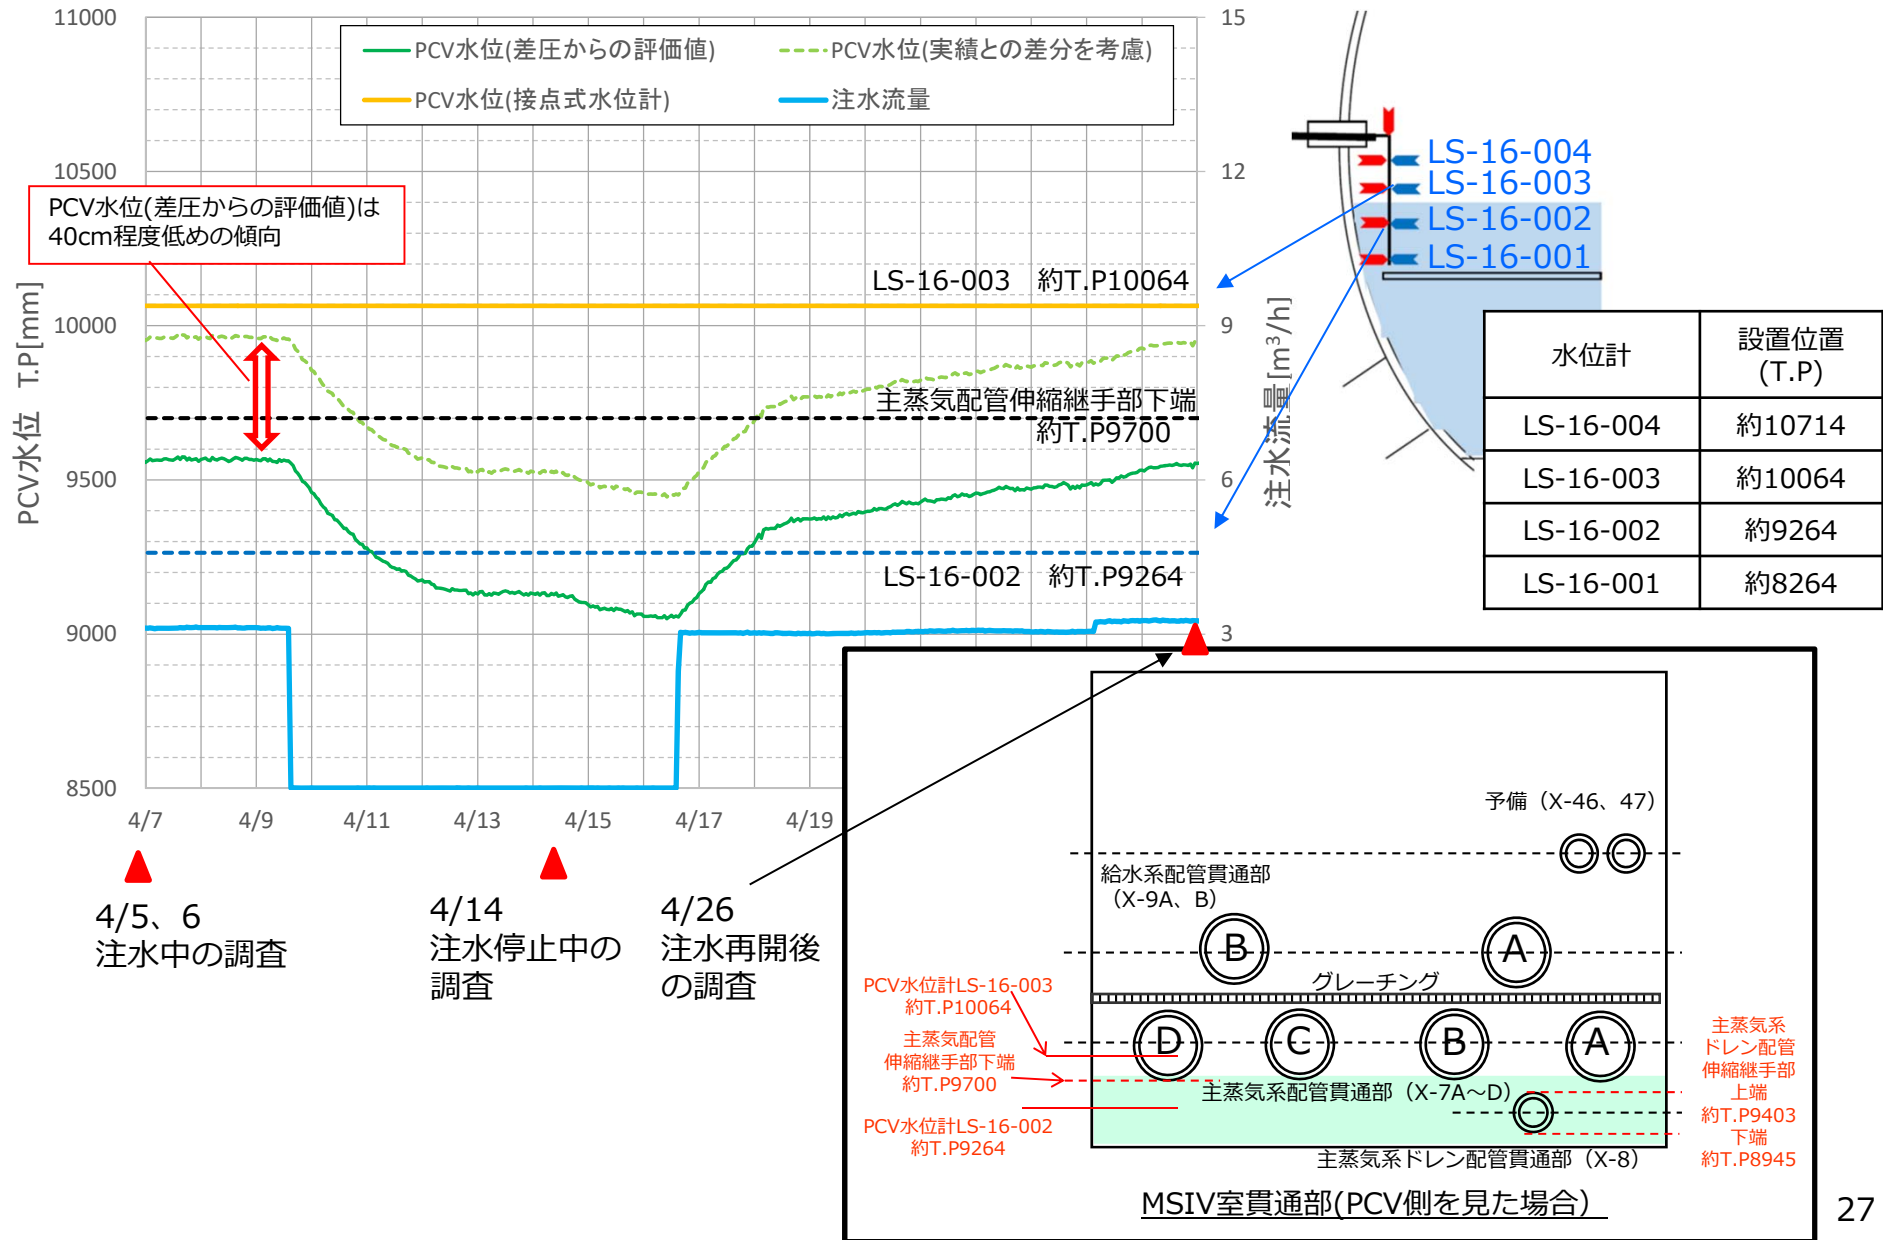 PCV水位(差圧からの評価値)
PCV水位(実績との差分を考慮)
PCV水位(接点式水位計)
注水流量
11000
10500
10000
9500
9000
8500
PCV水位 T.P[mm]
15
12
9
6
3
注水流量[m³/h]
4/7
4/9
4/11
4/13
4/15
4/17
4/19
PCV水位(差圧からの評価値)は
40cm程度低めの傾向
LS-16-003 約T.P10064
主蒸気配管伸縮継手部下端
約T.P9700
LS-16-002 約T.P9264
LS-16-004
LS-16-003
LS-16-002
LS-16-001
水位計 設置位置
(T.P)
LS-16-004 約10714
LS-16-003 約10064
LS-16-002 約9264
LS-16-001 約8264
4/5、6
注水中の調査
4/14
注水停止中の
調査
4/26
注水再開後
の調査
予備（X-46、47）
給水系配管貫通部
（X-9A、B）
B
A
グレーチング
D
C
B
A
PCV水位計LS-16-003
約T.P10064
主蒸気配管
伸縮継手部下端
約T.P9700
PCV水位計LS-16-002
約T.P9264
主蒸気系配管貫通部（X-7A～D）
主蒸気系ドレン配管貫通部（X-8）
主蒸気系
ドレン配管
伸縮継手部
上端
約T.P9403
下端
約T.P8945
MSIV室貫通部(PCV側を見た場合）
27